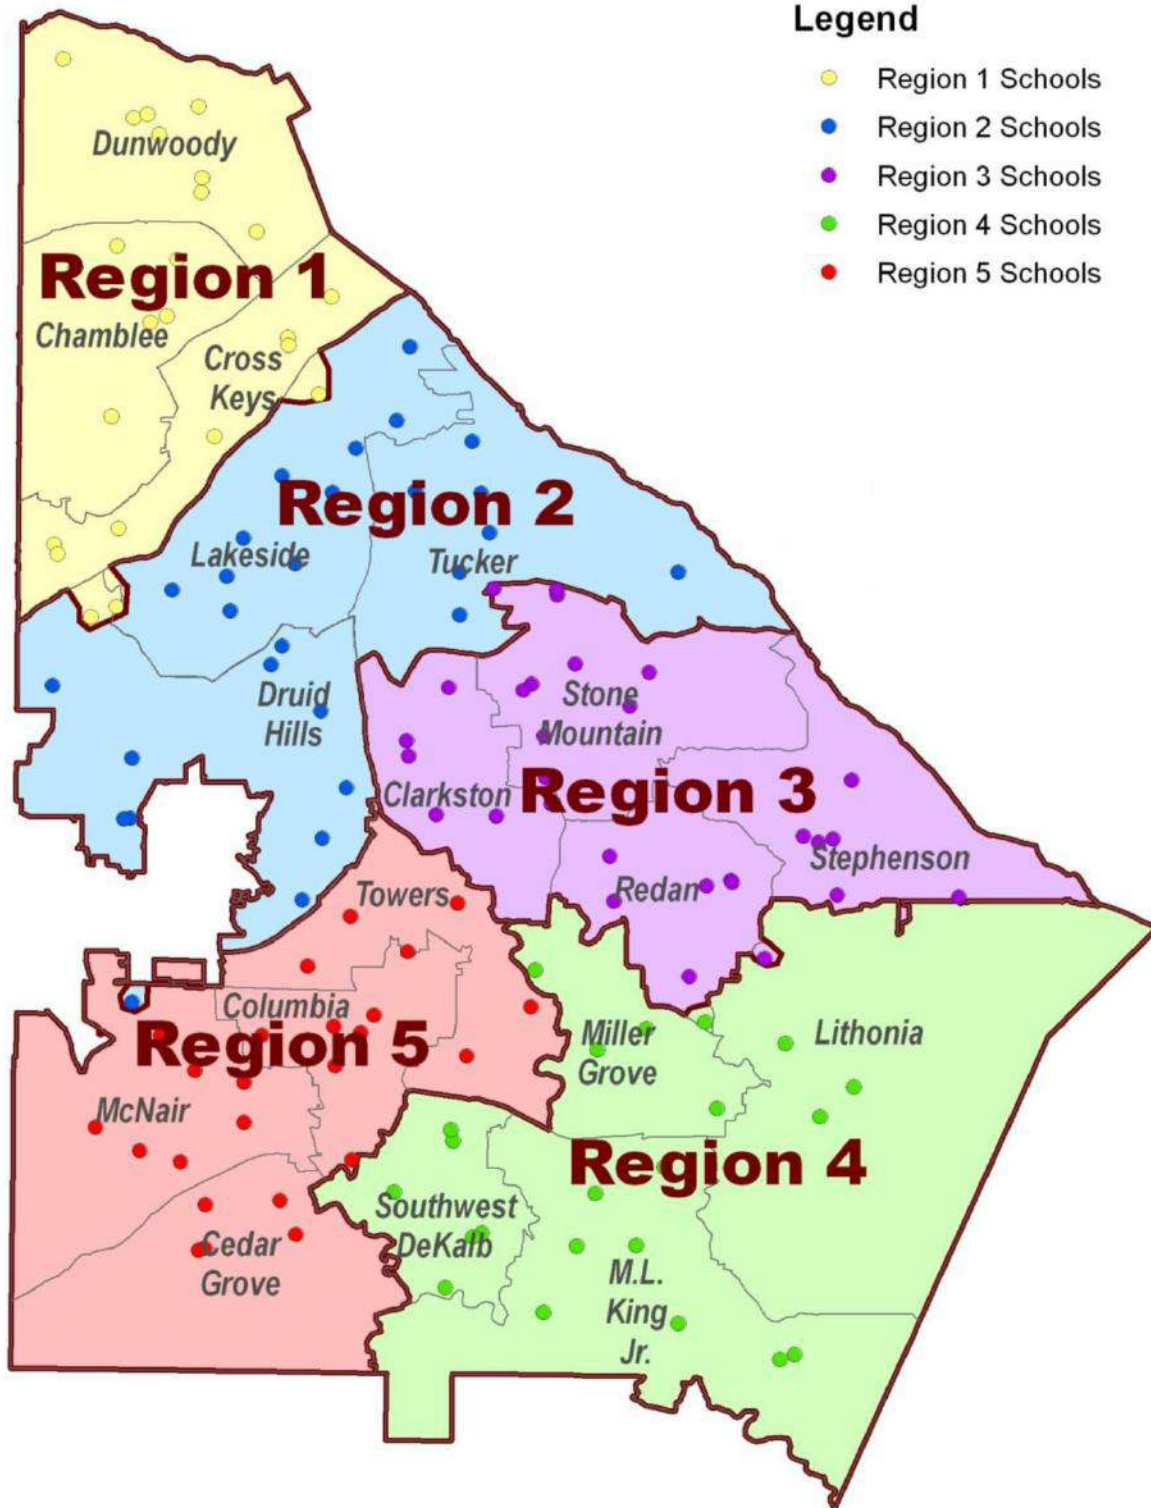 Legend
Region 1 Schools
Region 2 Schools
Region 3 Schools
Region 4 Schools
Region 5 Schools
Dunwoody
Region 1
Chamblee
Cross
Keys
Region 2
Lakeside
Tucker
Druid
Hills
Stone
Mountain
Clarkston
Region 3
Stephenson
Redan
Towers
Columbia
Region 5
McNair
Miller
Grove
Lithonia
Region 4
Southwest
DeKalb
Cedar
Grove
M.L.
King
Jr.